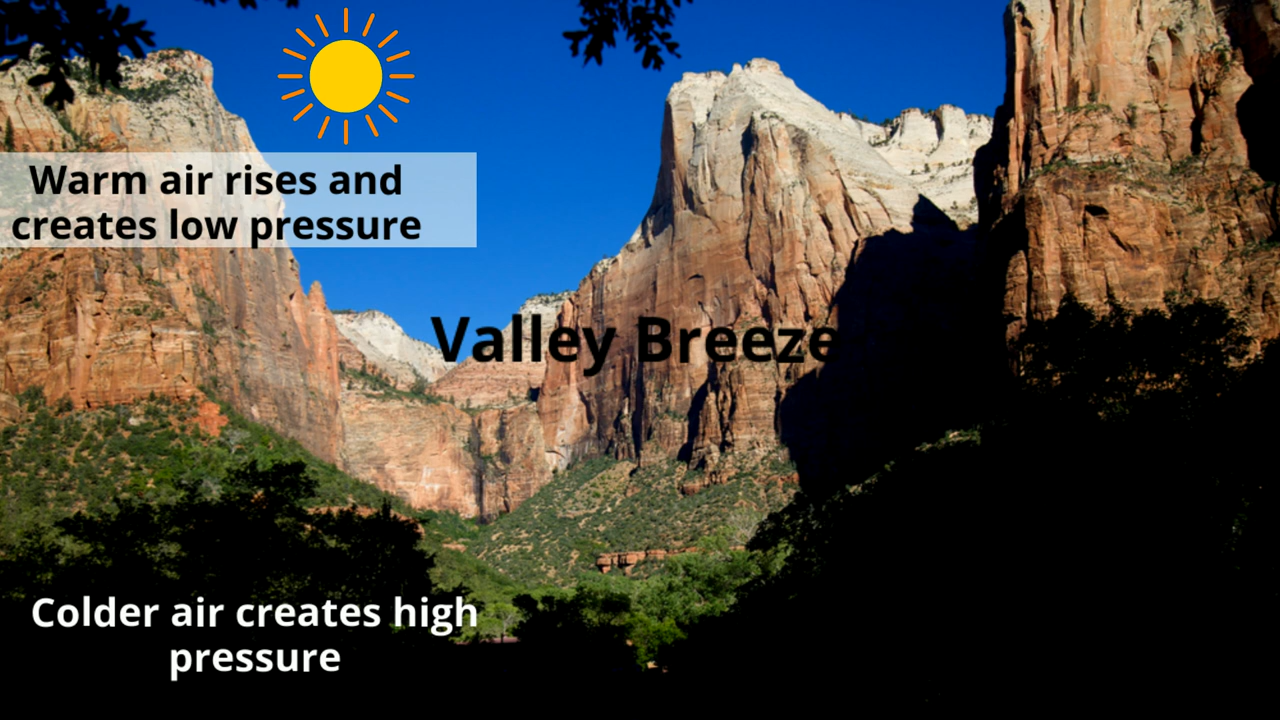 Warm air rises and
creates low pressure
Valley Breeze
Colder air creates high
pressure